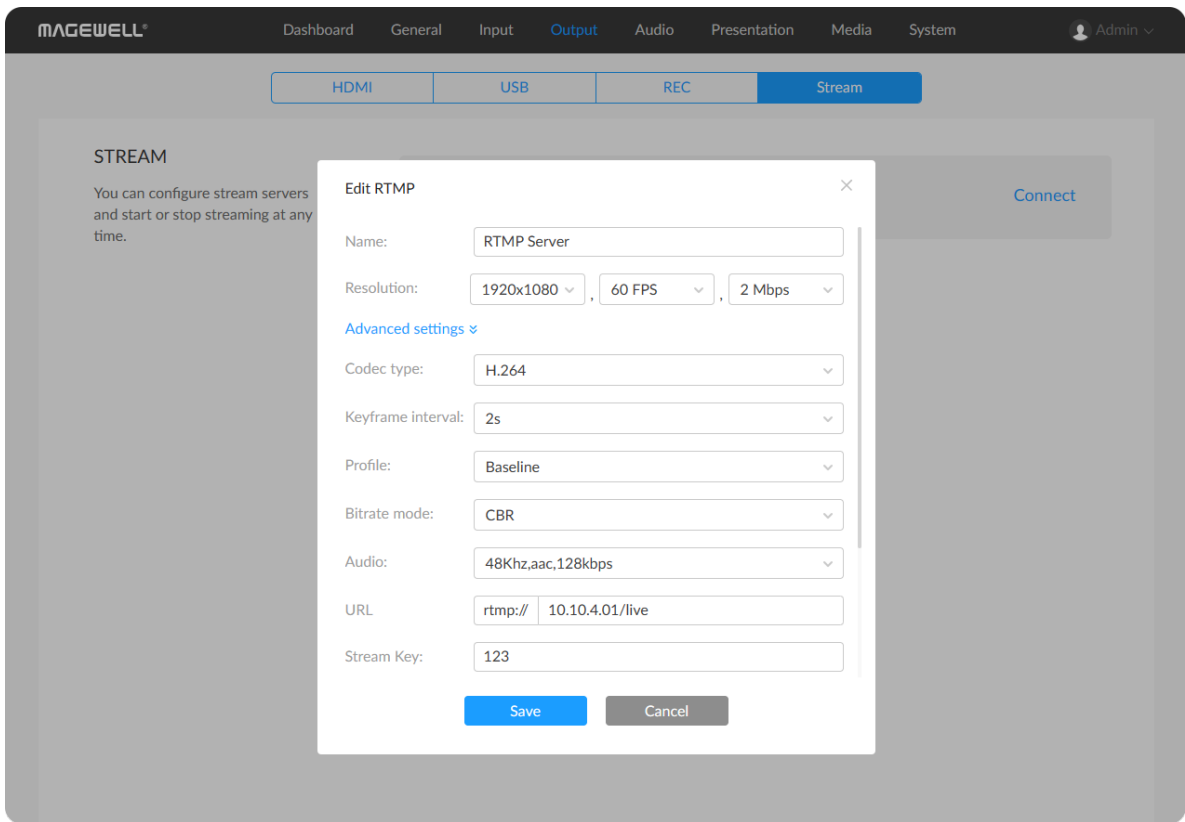 MAGEWELL®
Dashboard General Input Output Audio Presentation Media System Admin
HDMI USB REC Stream
STREAM
You can configure stream servers
and start or stop streaming at any
time.
Connect
Edit RTMP
Name: RTMP Server
Resolution: 1920x1080 , 60 FPS , 2 Mbps
Advanced settings
Codec type: H.264
Keyframe interval: 2s
Profile: Baseline
Bitrate mode: CBR
Audio: 48Khz,aac,128kbps
URL rtmp:// 10.10.4.01/live
Stream Key: 123
Save Cancel